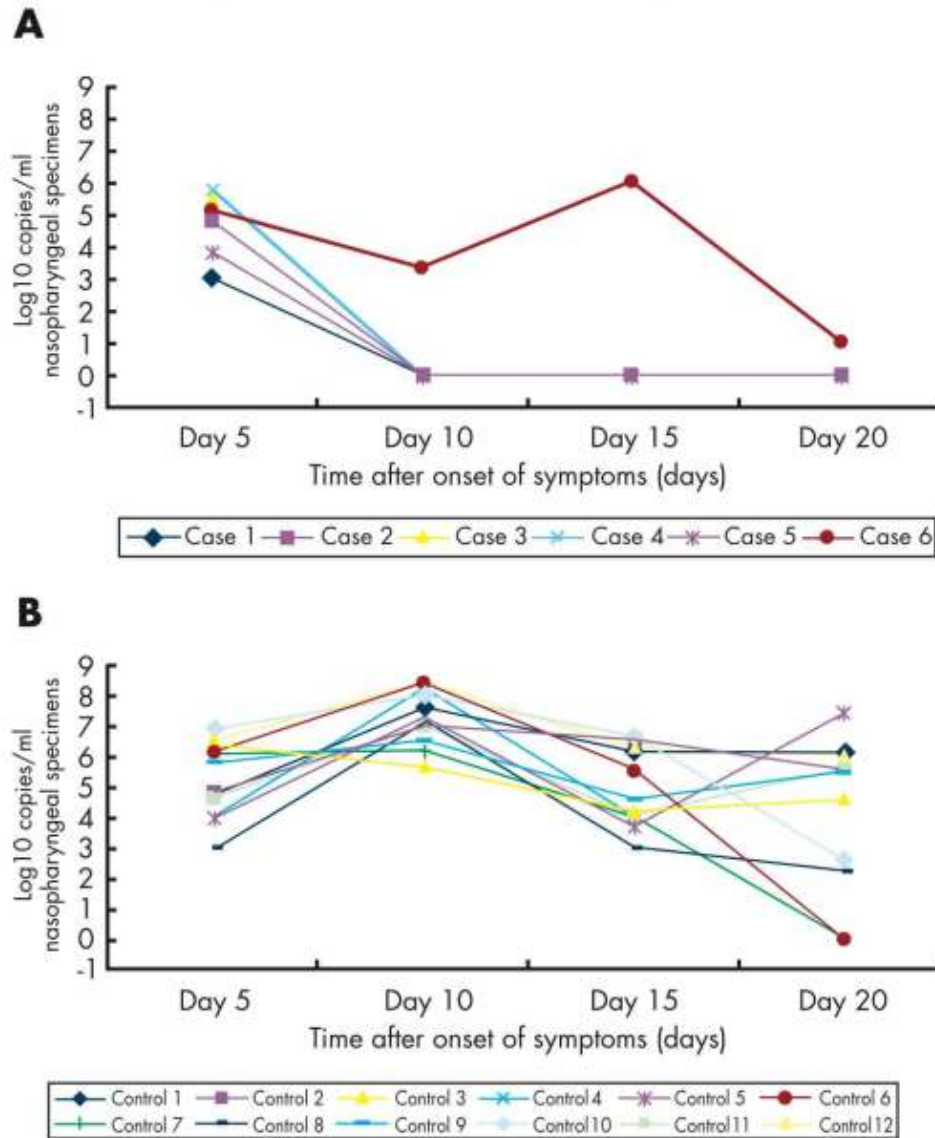 A
Log10 copies/ml
nasopharyngeal specimens
9
8
7
6
5
4
3
2
1
0
-1
Day 5 Day 10 Day 15 Day 20
Time after onset of symptoms (days)
Case 1 Case 2 Case 3 Case 4 Case 5 Case 6
B
Log10 copies/ml
nasopharyngeal specimens
9
8
7
6
5
4
3
2
1
0
-1
Day 5 Day 10 Day 15 Day 20
Time after onset of symptoms (days)
Control 1 Control 2 Control 3 Control 4 Control 5 Control 6
Control 7 Control 8 Control 9 Control 10 Control 11 Control 12